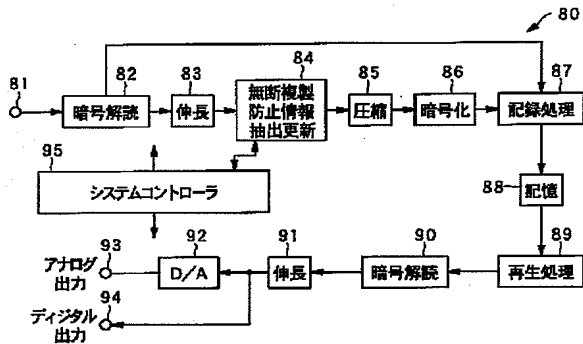 80
81
82
暗号解読
83
伸長
84
無断複製
防止情報
抽出更新
85
圧縮
86
暗号化
87
記録処理
95
システムコントローラ
88
記憶
93
アナログ
出力
92
D/A
91
伸長
90
暗号解読
89
再生処理
94
ディジタル
出力